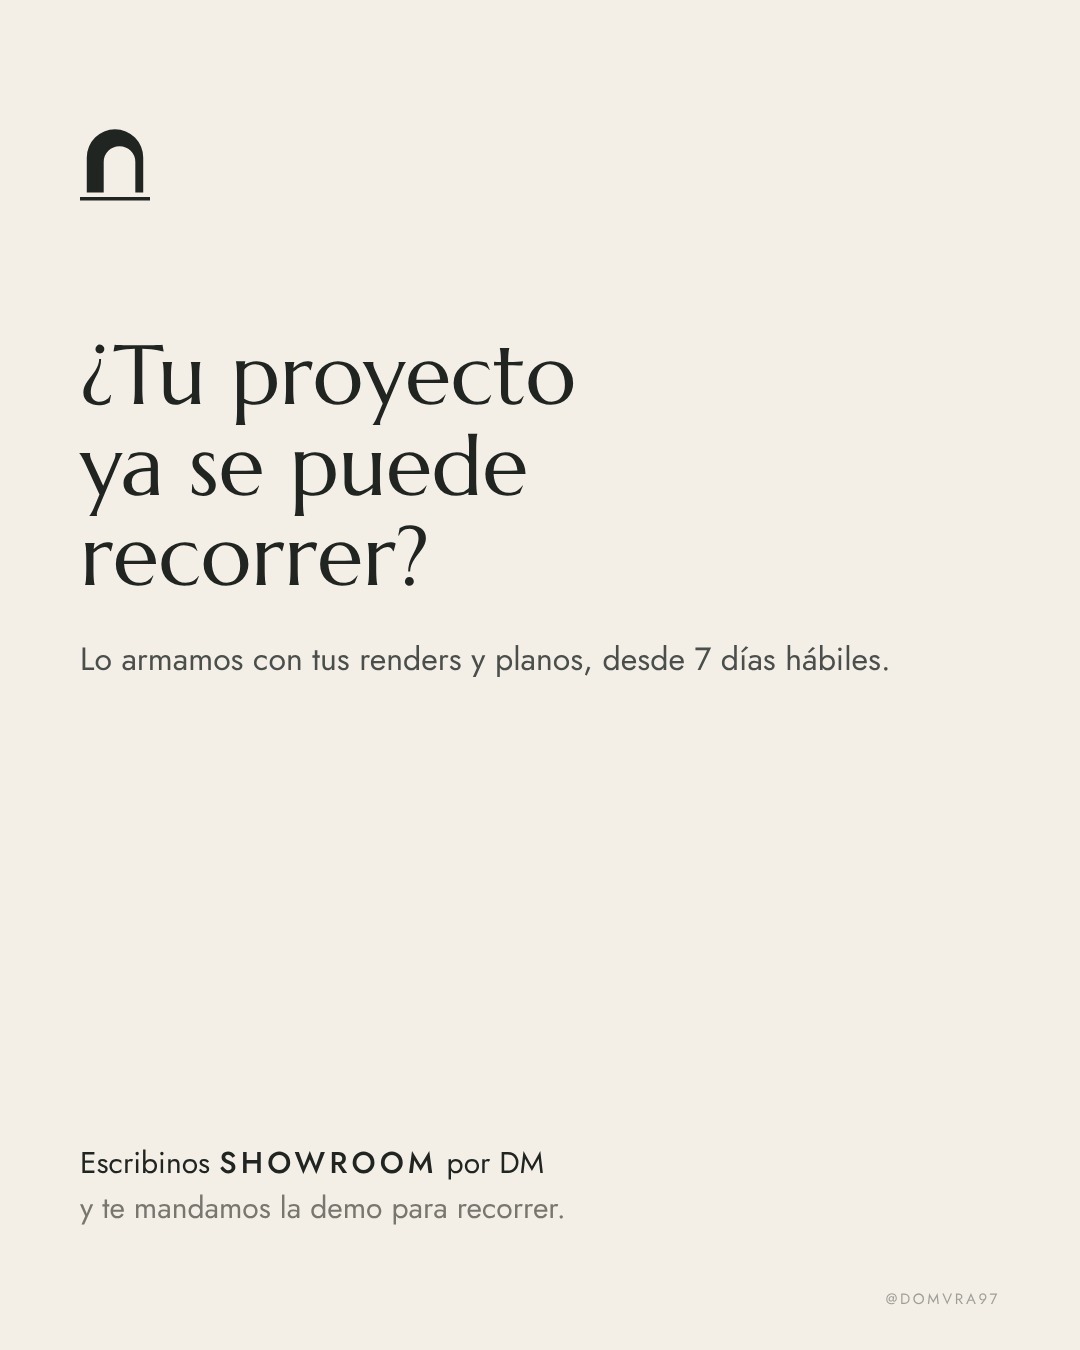 ¿Tu proyecto
ya se puede
recorrer?
Lo armamos con tus renders y planos, desde 7 días hábiles.
Escribinos SHOWROOM por DM
y te mandamos la demo para recorrer.
@DOMVRA97